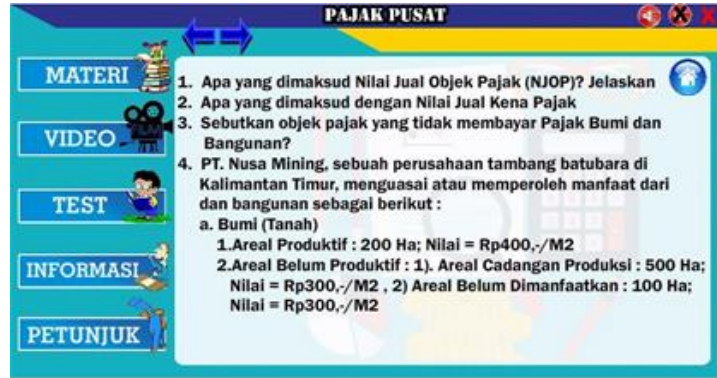 PAJAK PUSAT
MATERI
VIDEO
TEST
INFORMASI
PETUNJUK
1. Apa yang dimaksud Nilai Jual Objek Pajak (NJOP)? Jelaskan
2. Apa yang dimaksud dengan Nilai Jual Kena Pajak
3. Sebutkan objek pajak yang tidak membayar Pajak Bumi dan
Bangunan?
4. PT. Nusa Mining, sebuah perusahaan tambang batubara di
Kalimantan Timur, menguasai atau memperoleh manfaat dari
dan bangunan sebagai berikut :
a. Bumi (Tanah)
1.Areal Produktif : 200 Ha; Nilai = Rp400,-/M2
2.Areal Belum Produktif : 1). Areal Cadangan Produksi : 500 Ha;
Nilai = Rp300,-/M2 , 2) Areal Belum Dimanfaatkan : 100 Ha;
Nilai = Rp300,-/M2